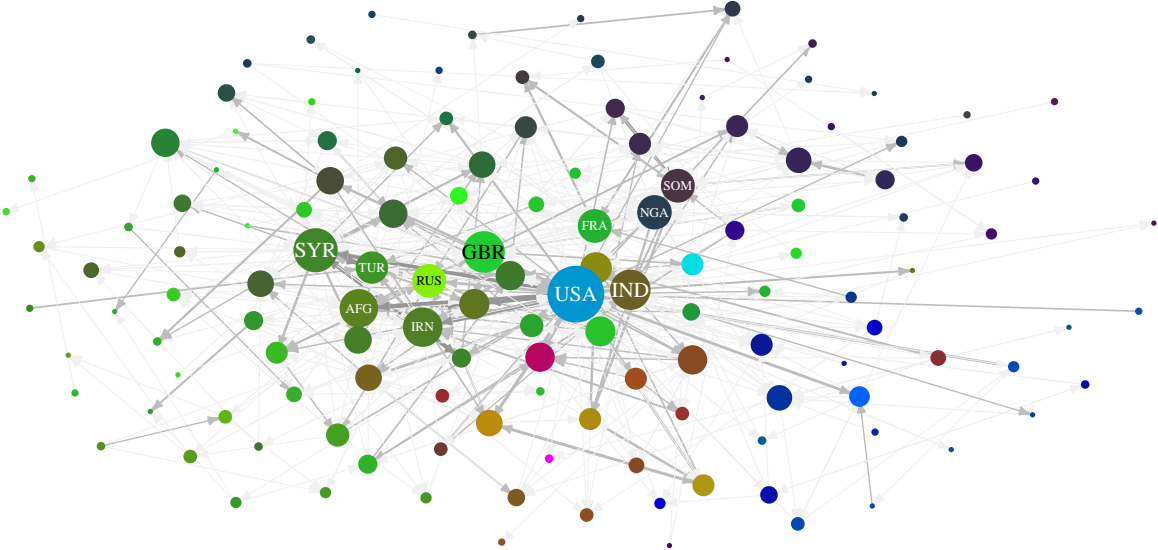 SOM
NGA
FRA
SYR
GBR
TUR
RUS
USA
IND
AFG
IRN